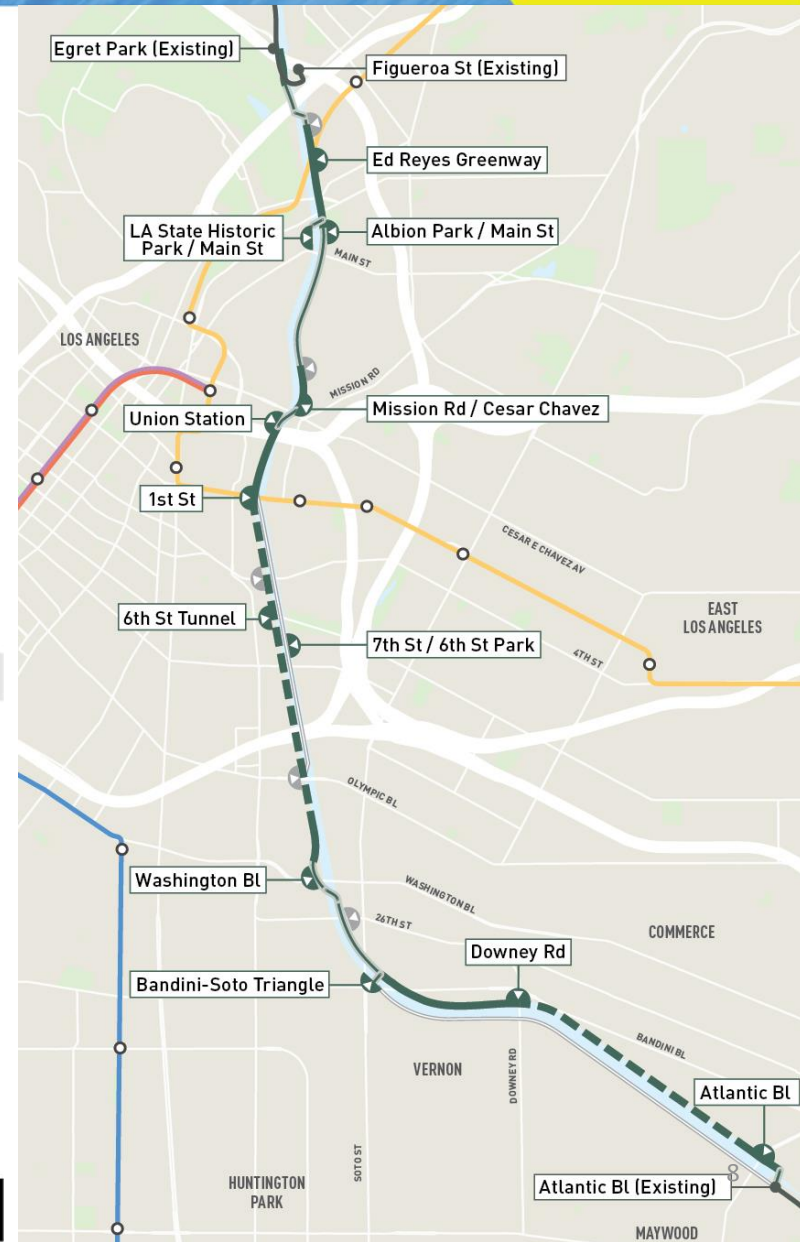 Egret Park (Existing)
Figueroa St (Existing)
Ed Reyes Greenway
LA State Historic
Park / Main St
Albion Park / Main St
MAIN ST
LOS ANGELES
MISSION RD
Union Station
Mission Rd / Cesar Chavez
1st St
CESAR E CHAVEZ AV
6th St Tunnel
EAST
LOS ANGELES
7th St / 6th St Park
4TH ST
OLYMPIC BL
Washington Bl
WASHINGTON BL
26TH ST
COMMERCE
Downey Rd
Bandini-Soto Triangle
BANDINI BL
VERNON
DOWNEY RD
Atlantic Bl
SOTO ST
8
HUNTINGTON
PARK
Atlantic Bl (Existing)
MAYWOOD